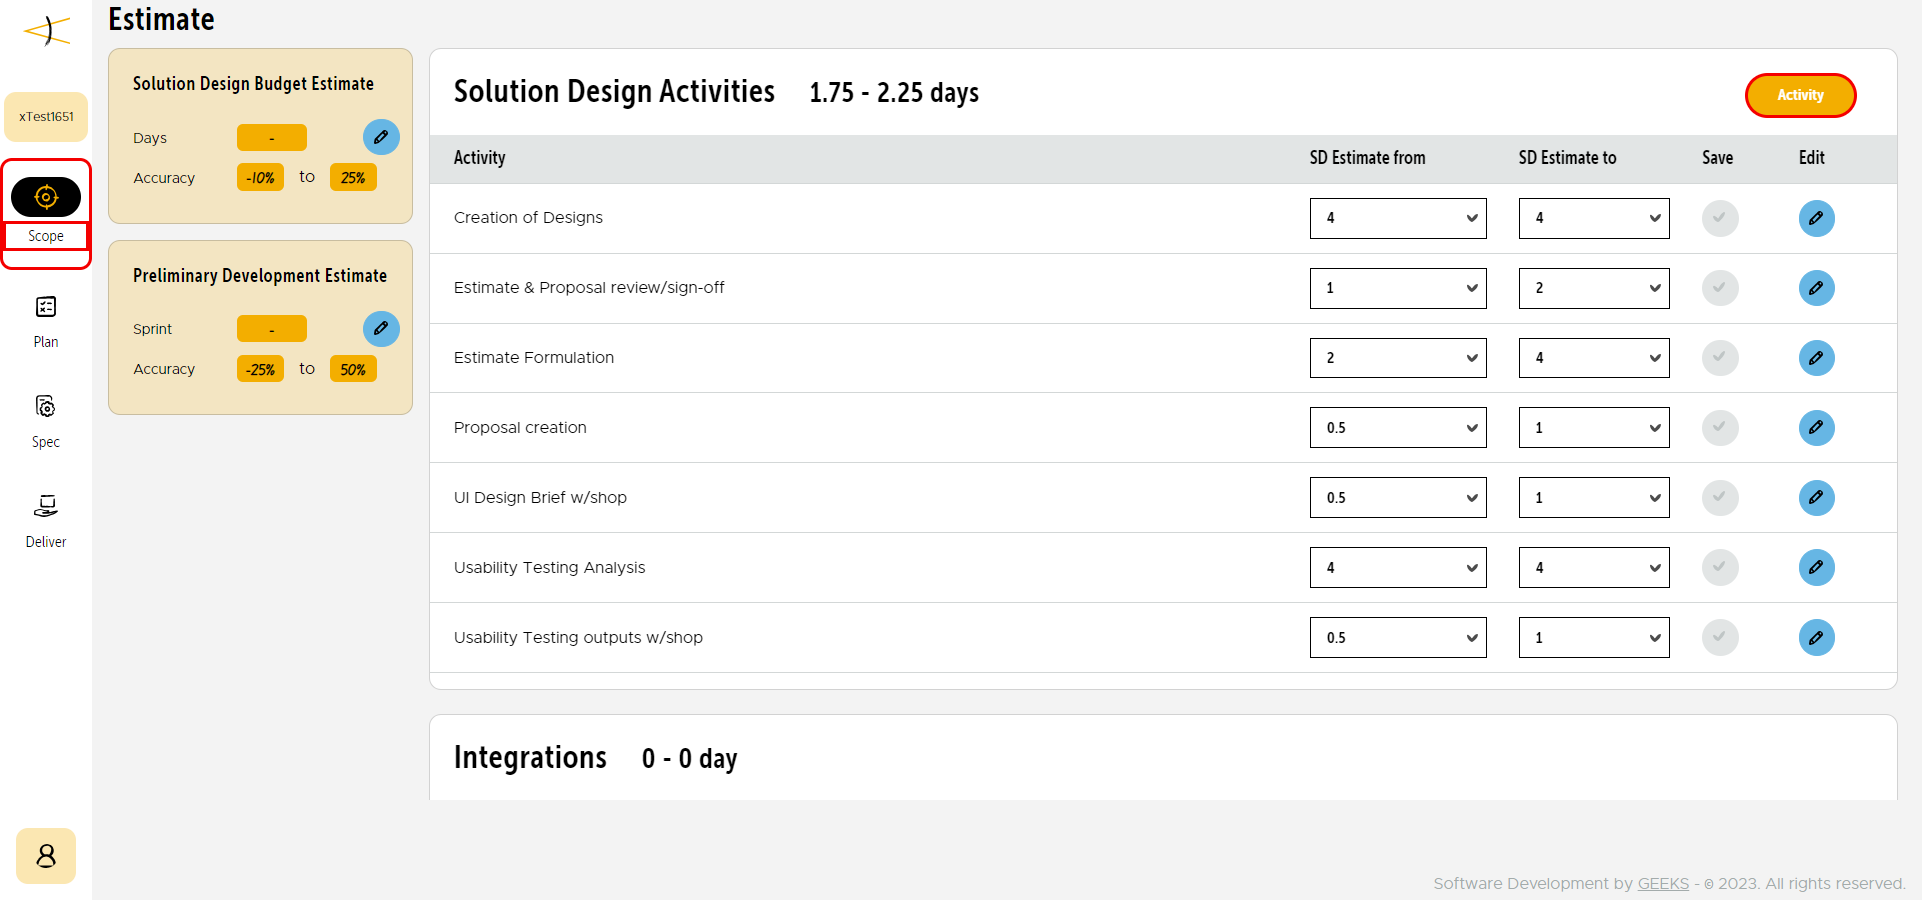 Estimate
xTest1651
Scope
Plan
Spec
Deliver
Solution Design Budget Estimate
Days -
Accuracy -10% to 25%
Preliminary Development Estimate
Sprint -
Accuracy -25% to 50%
Solution Design Activities 1.75 - 2.25 days
Activity
Activity SD Estimate from SD Estimate to Save Edit
Creation of Designs 4 4
Estimate & Proposal review/sign-off 1 2
Estimate Formulation 2 4
Proposal creation 0.5 1
UI Design Brief w/shop 0.5 1
Usability Testing Analysis 4 4
Usability Testing outputs w/shop 0.5 1
Integrations 0 - 0 day
Software Development by GEEKS - © 2023. All rights reserved.